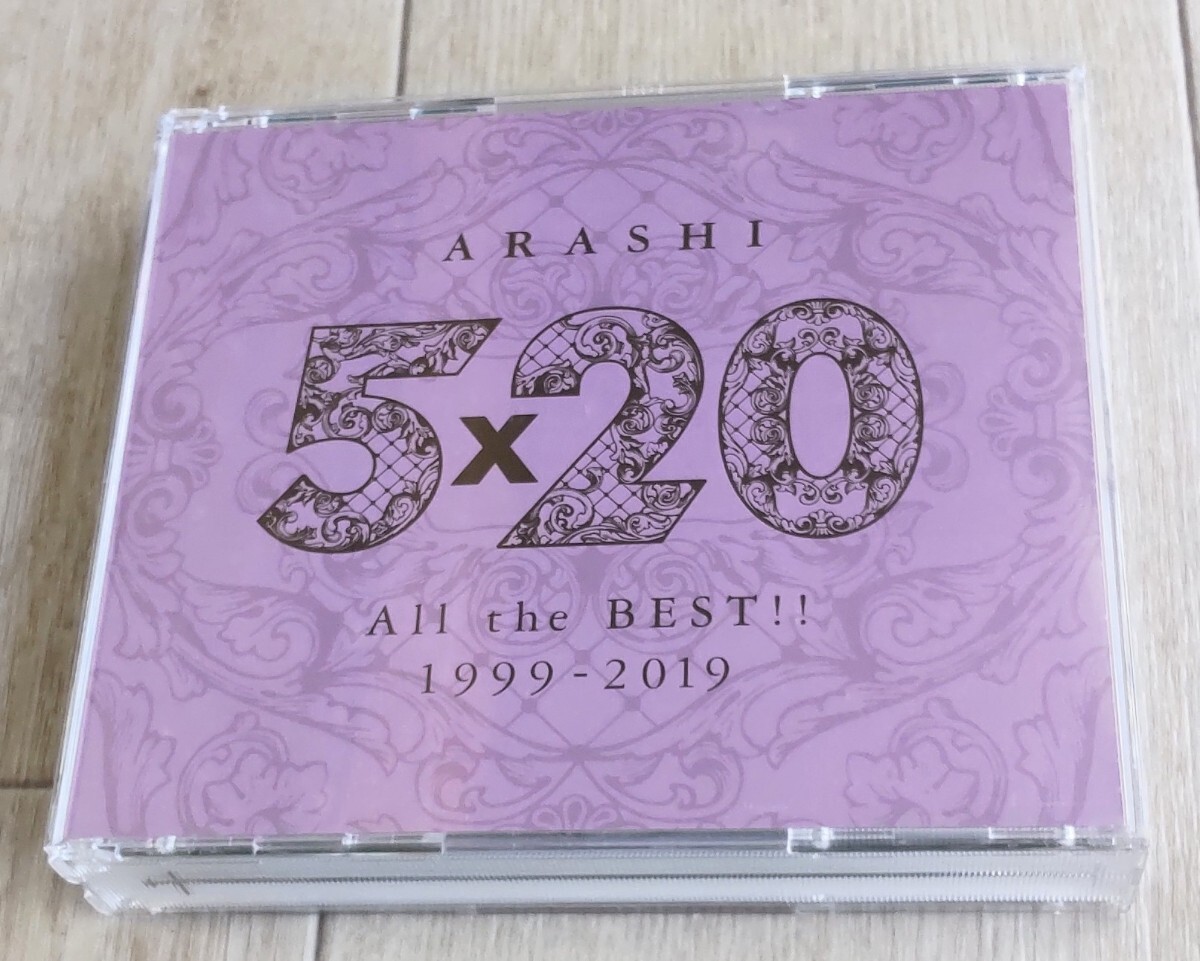 ARASHI
5x20
All the BEST!!
1999-2019